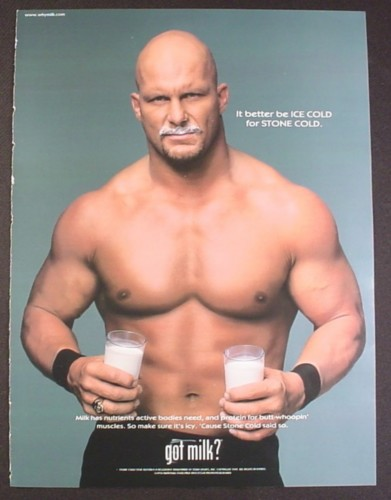 www.whymilk.com
It better be ICE COLD
for STONE COLD.
Milk has nutrients active bodies need, and protein for butt-whoopin'
muscles. So make sure it's icy. 'Cause Stone Cold said so.
got milk?